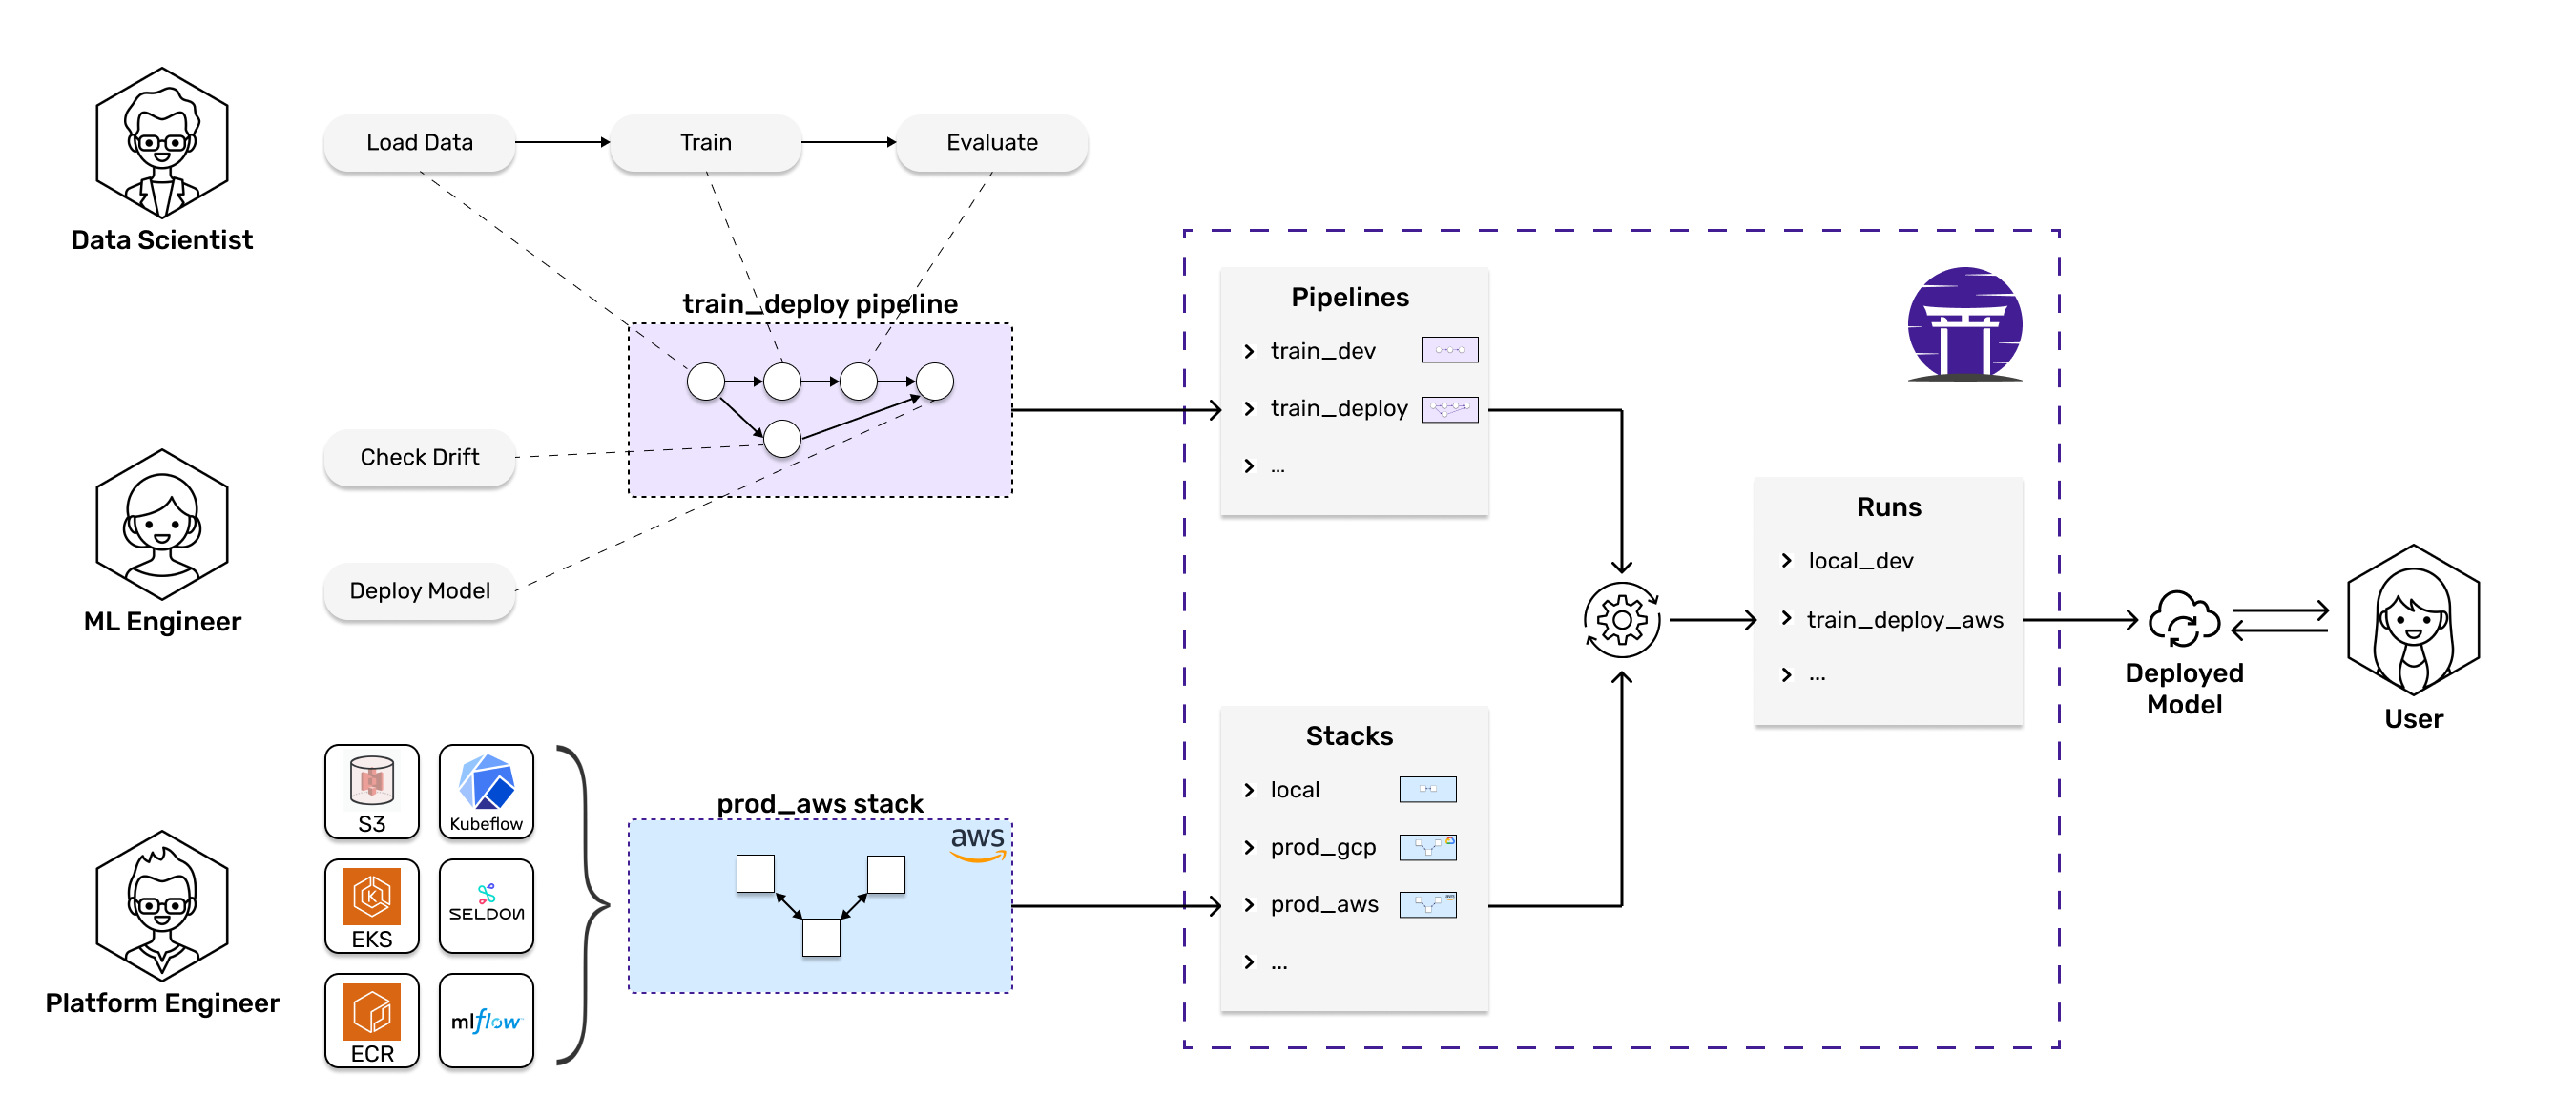 Load Data
Train
Evaluate
Data Scientist
train_deploy pipeline
Check Drift
Deploy Model
ML Engineer
S3
Kubeflow
EKS
SELDON
ECR
mlflow
Platform Engineer
prod_aws stack
aws
Pipelines
train_dev
train_deploy
...
Stacks
local
prod_gcp
prod_aws
...
Runs
local_dev
train_deploy_aws
...
Deployed
Model
User